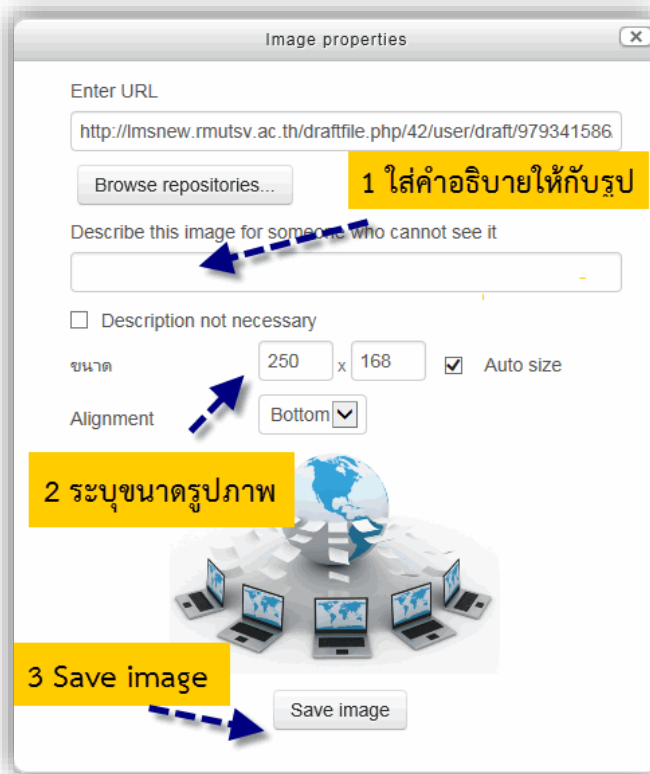 Image properties
Enter URL
http://lmsnew.rmutsv.ac.th/draftfile.php/42/user/draft/979341586
Browse repositories...
1 ใส่คำอธิบายให้กับรูป
Describe this image for someone who cannot see it
Description not necessary
ขนาด 250 x 168 Auto size
Alignment Bottom
2 ระบุขนาดรูปภาพ
3 Save image
Save image